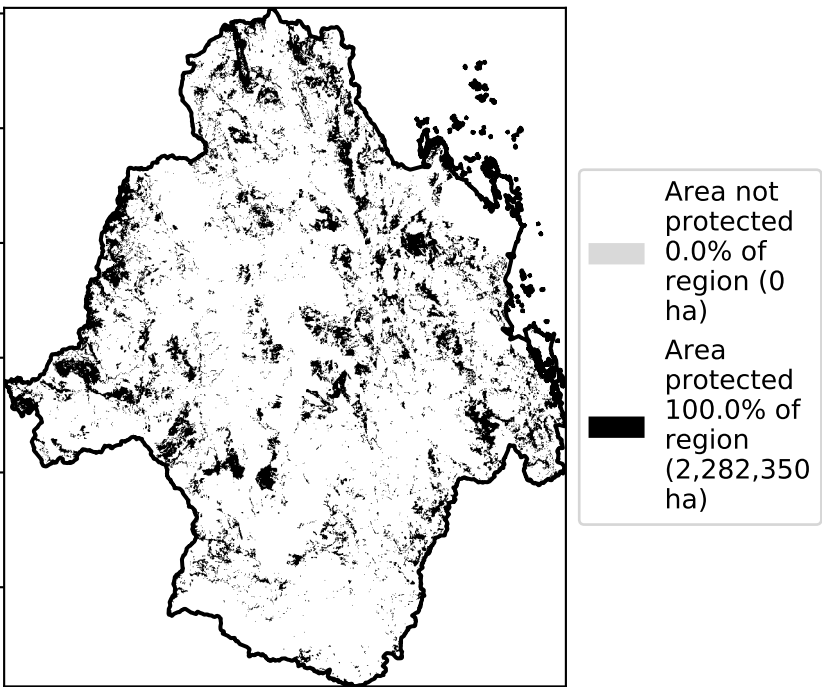 Area not
protected
0.0% of
region (0
ha)
Area
protected
100.0% of
region
(2,282,350
ha)